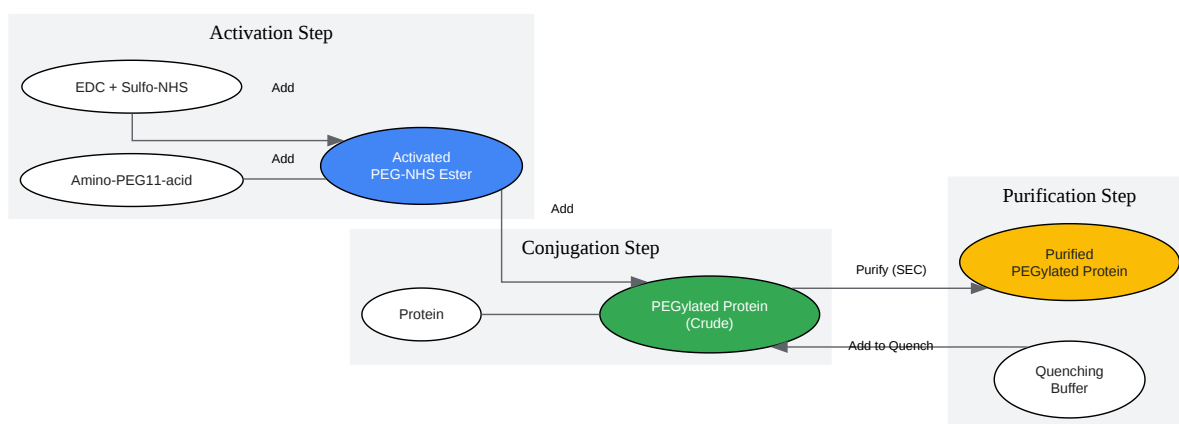 Activation Step
EDC + Sulfo-NHS
Add
Amino-PEG11-acid
Add
Activated
PEG-NHS Ester
Add
Conjugation Step
Protein
PEGylated Protein
(Crude)
Purify (SEC)
Add to Quench
Purification Step
Purified
PEGylated Protein
Quenching
Buffer